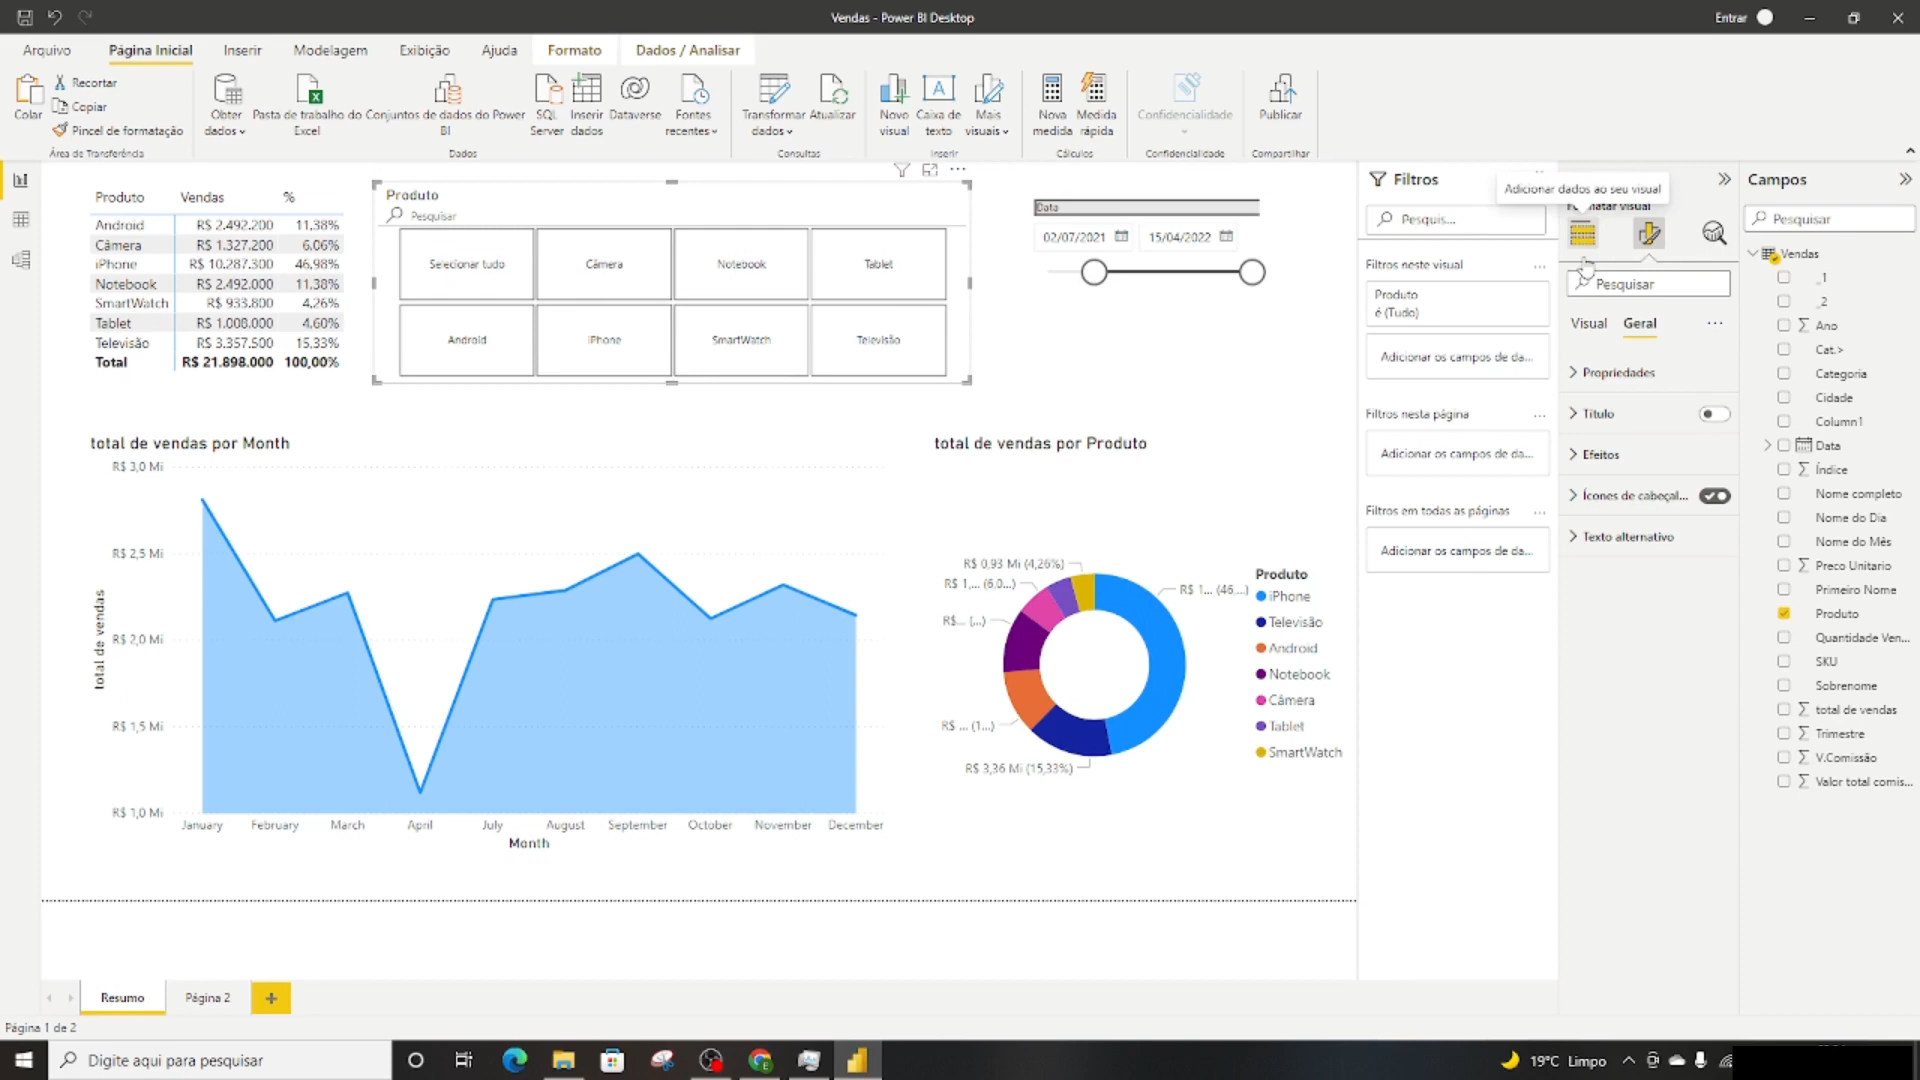 Vendas - Power BI Desktop
Entrar
Arquivo
Página Inicial
Inserir
Modelagem
Exibição
Ajuda
Formato
Dados / Analisar
Colar
Recortar
Copiar
Pincel de formatação
Área de Transferência
Obter dados
Pasta de trabalho do Excel
Conjuntos de dados do Power BI
SQL Server
Inserir dados
Dataverse
Fontes recentes
Dados
Transformar dados
Atualizar
Consultas
Novo visual
Caixa de texto
Mais visuais
Inserir
Nova medida
Medida rápida
Cálculos
Confidencialidade
Confidencialidade
Publicar
Compartilhar
Produto Vendas %
Android R$ 2.492.200 11,38%
Câmera R$ 1.327.200 6,06%
iPhone R$ 10.287.300 46,98%
Notebook R$ 2.492.000 11,38%
SmartWatch R$ 933.800 4,26%
Tablet R$ 1.008.000 4,60%
Televisão R$ 3.357.500 15,33%
Total R$ 21.898.000 100,00%
Produto
Pesquisar
Selecionar tudo
Câmera
Notebook
Tablet
Android
iPhone
SmartWatch
Televisão
Data
02/07/2021
15/04/2022
total de vendas por Month
R$ 3,0 Mi
R$ 2,5 Mi
R$ 2,0 Mi
R$ 1,5 Mi
R$ 1,0 Mi
total de vendas
January February March April July August September October November December
Month
total de vendas por Produto
R$ 0,93 Mi (4,26%)
R$ 1,... (6,0...)
R$... (...)
R$ ... (1...)
R$ 3,36 Mi (15,33%)
R$ 1... (46,...)
Produto
iPhone
Televisão
Android
Notebook
Câmera
Tablet
SmartWatch
Filtros
Pesquis...
Filtros neste visual
...
Produto
é (Tudo)
Adicionar os campos de da...
Filtros nesta página
...
Adicionar os campos de da...
Filtros em todas as páginas
...
Adicionar os campos de da...
Adicionar dados ao seu visual
visual
Pesquisar
Visual
Geral
...
Propriedades
Título
Efeitos
Ícones de cabeçal...
Texto alternativo
Campos
Pesquisar
Vendas
_1
_2
Ano
Cat.>
Categoria
Cidade
Column1
Data
Índice
Nome completo
Nome do Dia
Nome do Mês
Preco Unitario
Primeiro Nome
Produto
Quantidade Ven...
SKU
Sobrenome
total de vendas
Trimestre
V.Comissão
Valor total comis...
Resumo
Página 2
+
Página 1 de 2
Digite aqui para pesquisar
19°C Limpo